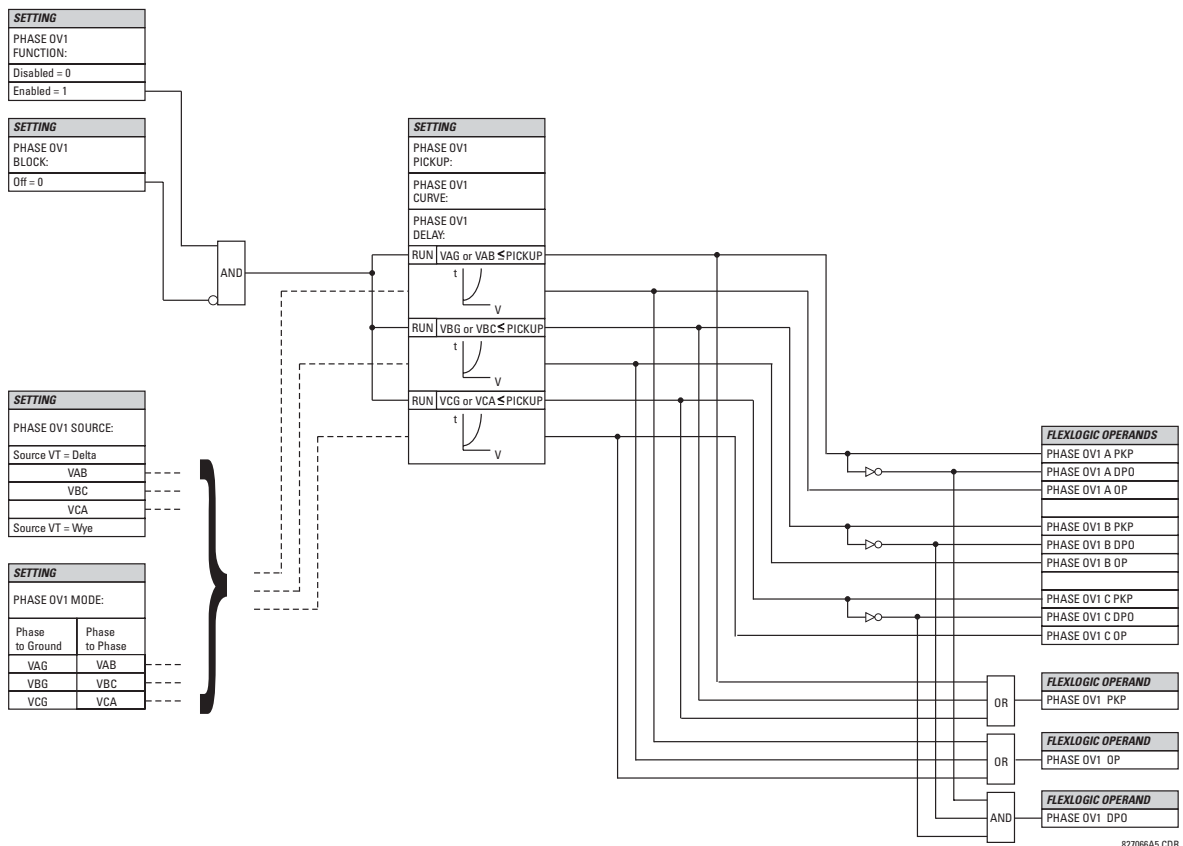 SETTING
PHASE OV1
FUNCTION:
Disabled = 0
Enabled = 1
SETTING
PHASE OV1
BLOCK:
Off = 0
AND
SETTING
PHASE OV1 SOURCE:
Source VT = Delta
VAB
VBC
VCA
Source VT = Wye
SETTING
PHASE OV1 MODE:
Phase
to Ground
Phase
to Phase
VAG VAB
VBG VBC
VCG VCA
SETTING
PHASE OV1
PICKUP:
PHASE OV1
CURVE:
PHASE OV1
DELAY:
RUN VAG or VAB ≤ PICKUP
t
V
RUN VBG or VBC ≤ PICKUP
t
V
RUN VCG or VCA ≤ PICKUP
t
V
FLEXLOGIC OPERANDS
PHASE OV1 A PKP
PHASE OV1 A DPO
PHASE OV1 A OP
PHASE OV1 B PKP
PHASE OV1 B DPO
PHASE OV1 B OP
PHASE OV1 C PKP
PHASE OV1 C DPO
PHASE OV1 C OP
OR
FLEXLOGIC OPERAND
PHASE OV1 PKP
OR
FLEXLOGIC OPERAND
PHASE OV1 OP
AND
FLEXLOGIC OPERAND
PHASE OV1 DPO
827066A5.CDR